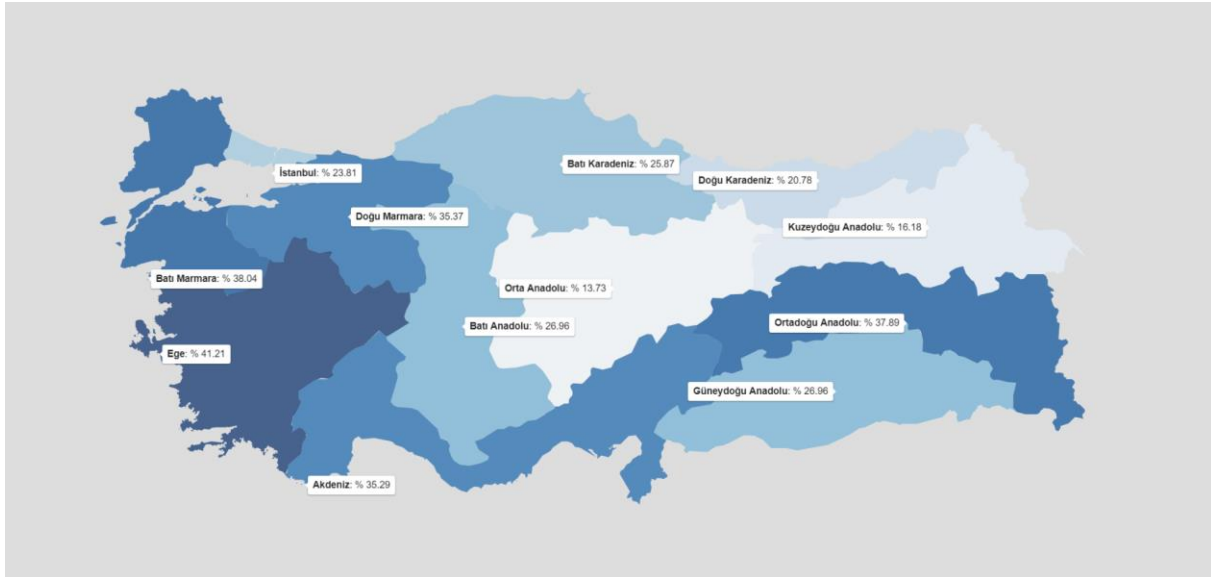 Batı Karadeniz: % 25.87
İstanbul: % 23.81
Doğu Karadeniz: % 20.78
Doğu Marmara: % 35.37
Kuzeydoğu Anadolu: % 16.18
Batı Marmara: % 38.04
Orta Anadolu: % 13.73
Batı Anadolu: % 26.96
Ortadoğu Anadolu: % 37.89
Ege: % 41.21
Güneydoğu Anadolu: % 26.96
Akdeniz: % 35.29